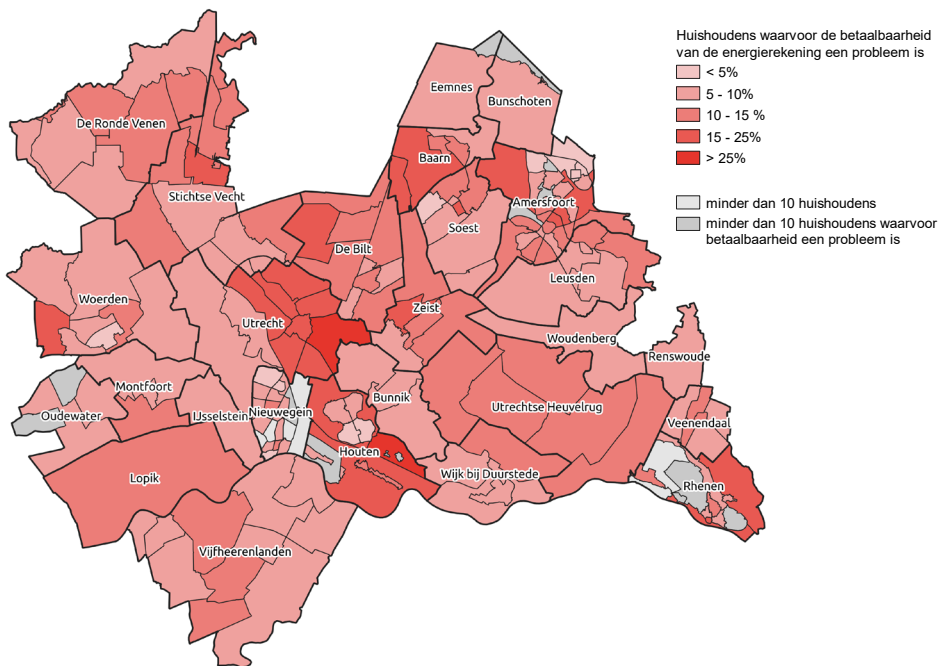 Huishoudens waarvoor de betaalbaarheid
van de energierekening een probleem is
< 5%
5 - 10%
10 - 15 %
15 - 25%
> 25%
minder dan 10 huishoudens
minder dan 10 huishoudens waarvoor
betaalbaarheid een probleem is
Eemnes
Bunschoten
De Ronde Venen
Baarn
Stichtse Vecht
Amersfoort
Soest
De Bilt
Leusden
Woerden
Zeist
Utrecht
Woudenberg
Renswoude
Montfoort
Bunnik
Oudewater
IJsselstein
Nieuwegein
Utrechtse Heuvelrug
Veenendaal
Houten
Lopik
Wijk bij Duurstede
Rhenen
Vijfheerenlanden